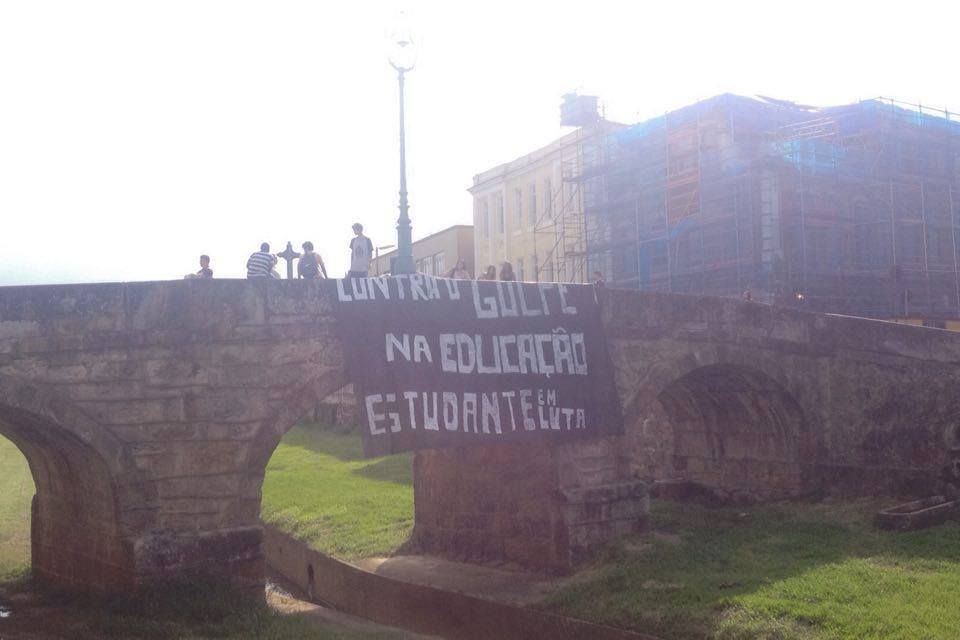 CONTRA O GOLPE
NA EDUCAÇÃO
ESTUDANTE EM LUTA